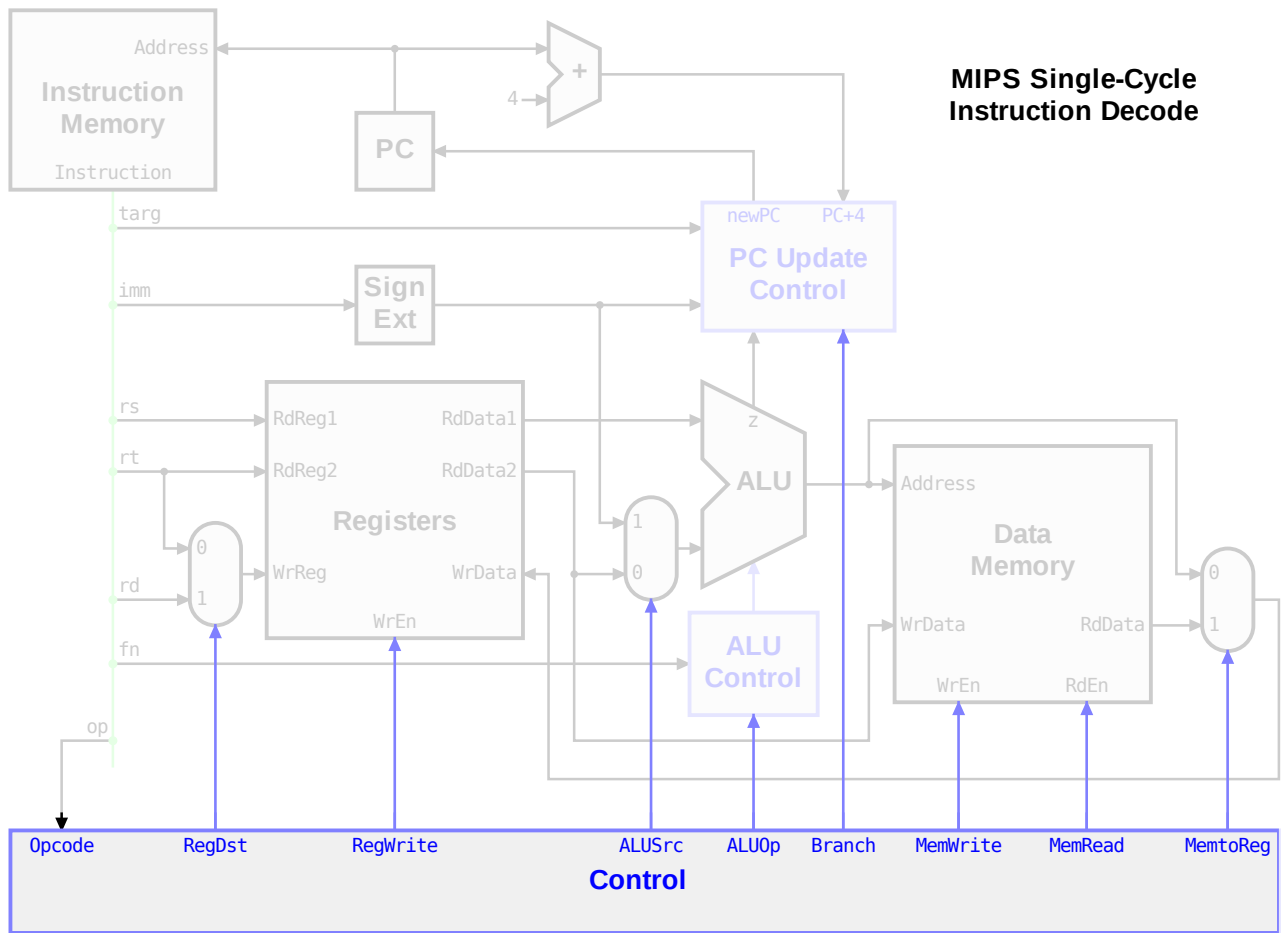 MIPS Single-Cycle
Instruction Decode
Address
Instruction
Memory
Instruction
+
4
PC
targ
newPC
PC+4
PC Update
Control
imm
Sign
Ext
rs
RdReg1
RdData1
z
rt
RdReg2
RdData2
ALU
Address
Registers
1
0
Data
Memory
0
WrReg
WrData
0
0
rd
1
WrEn
WrData
RdData
1
fn
ALU
Control
WrEn
RdEn
op
Opcode
RegDst
RegWrite
ALUSrc
ALUOp
Branch
MemWrite
MemRead
MemtoReg
Control